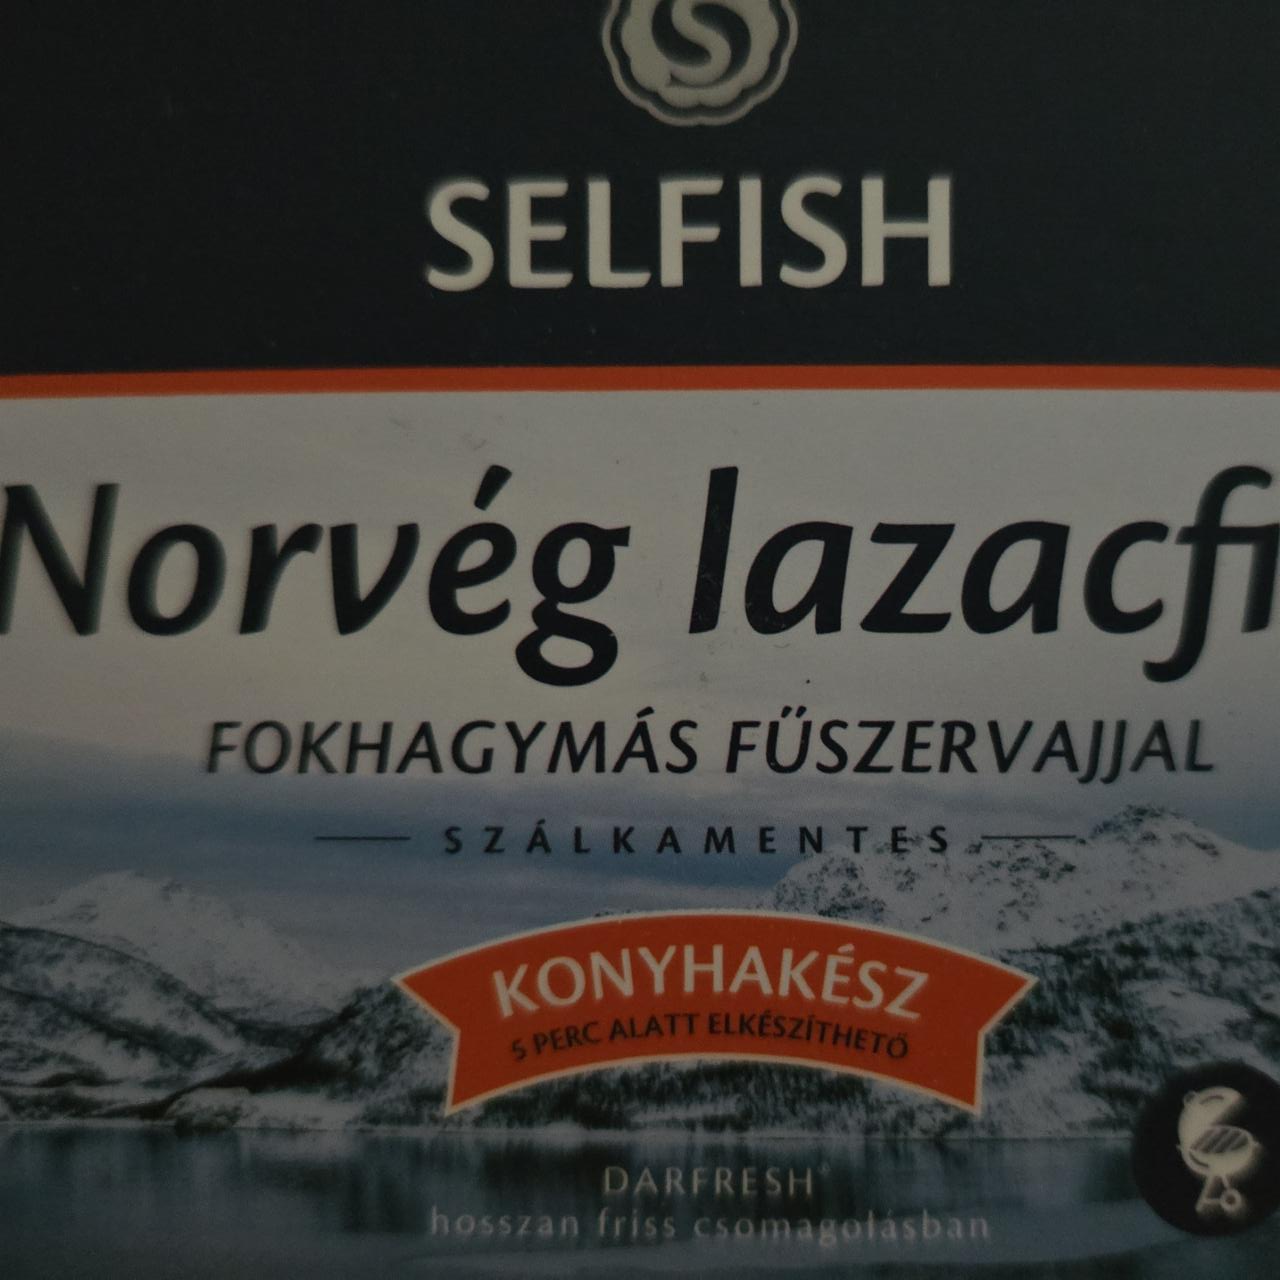 SELFISH
Norvég lazacfi
FOKHAGYMÁS FŰSZERVAJJAL
SZÁLKAMENTES
KONYHAKÉSZ
5 PERC ALATT ELKÉSZÍTHETŐ
DARFRESH®
hosszan friss csomagolásban